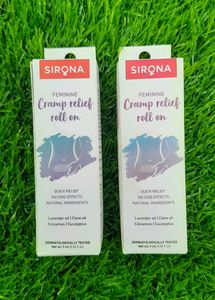 SIRONA
FEMININE
Cramp relief
roll on
QUICK RELIEF
NO SIDE EFFECTS
NATURAL INGREDIENTS
Lavender oil | Clove oil
Cinnamon | Eucalyptus
DERMATOLOGICALLY TESTED
SIRONA
FEMININE
Cramp relief
roll on
QUICK RELIEF
NO SIDE EFFECTS
NATURAL INGREDIENTS
Lavender oil | Clove oil
Cinnamon | Eucalyptus
DERMATOLOGICALLY TESTED